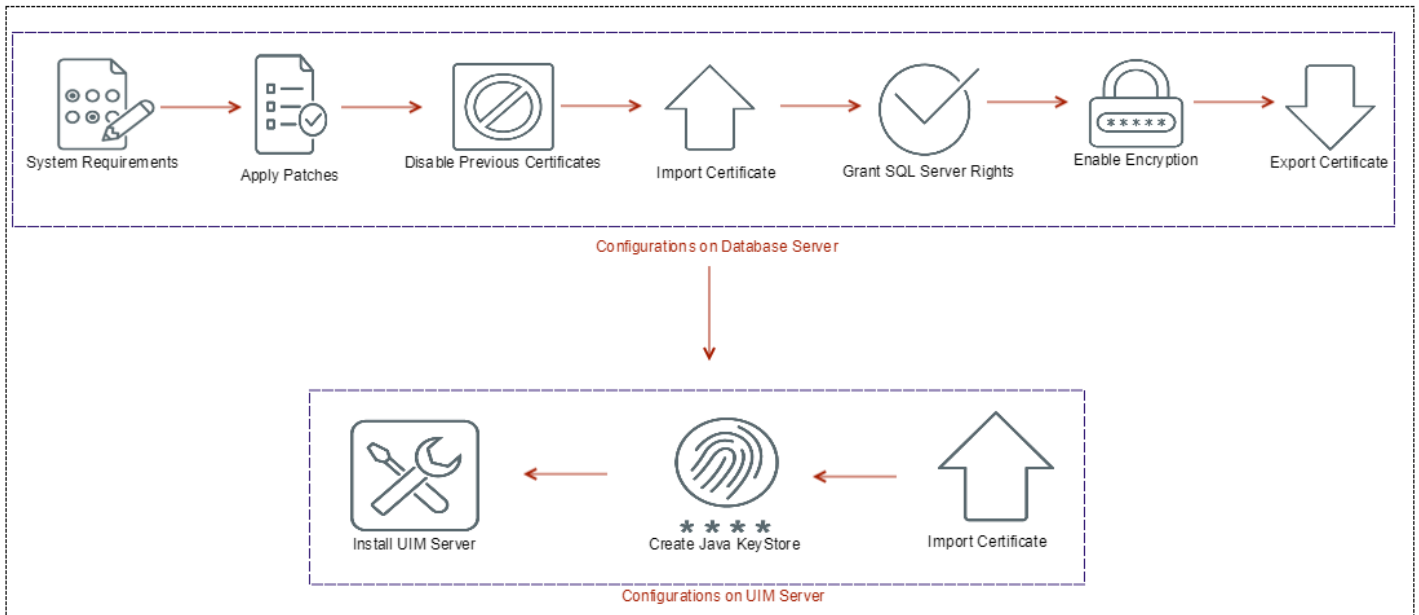 System Requirements
Apply Patches
Disable Previous Certificates
Import Certificate
Grant SQL Server Rights
*****
Enable Encryption
Export Certificate
Configurations on Database Server
Install UIM Server
****
Create Java KeyStore
Import Certificate
Configurations on UIM Server